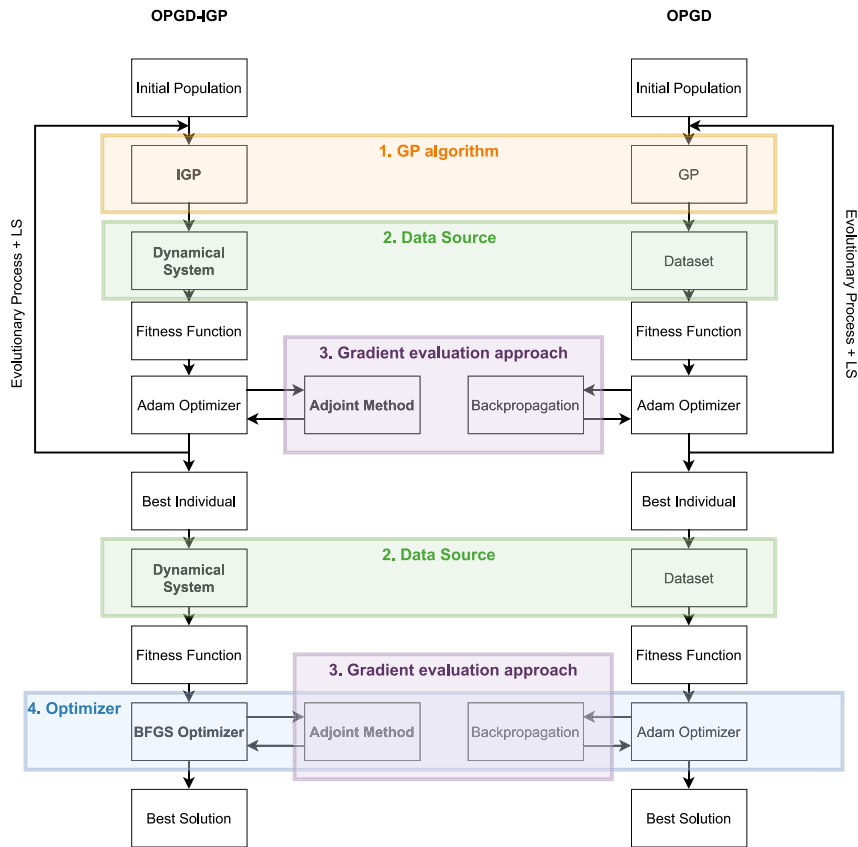 OPGD-IGP
OPGD
Initial Population
Initial Population
1. GP algorithm
IGP
GP
2. Data Source
Dynamical
System
Dataset
Evolutionary Process + LS
Evolutionary Process + LS
Fitness Function
Fitness Function
3. Gradient evaluation approach
Adam Optimizer
Adjoint Method
Backpropagation
Adam Optimizer
Best Individual
Best Individual
2. Data Source
Dynamical
System
Dataset
Fitness Function
Fitness Function
3. Gradient evaluation approach
4. Optimizer
BFGS Optimizer
Adjoint Method
Backpropagation
Adam Optimizer
Best Solution
Best Solution